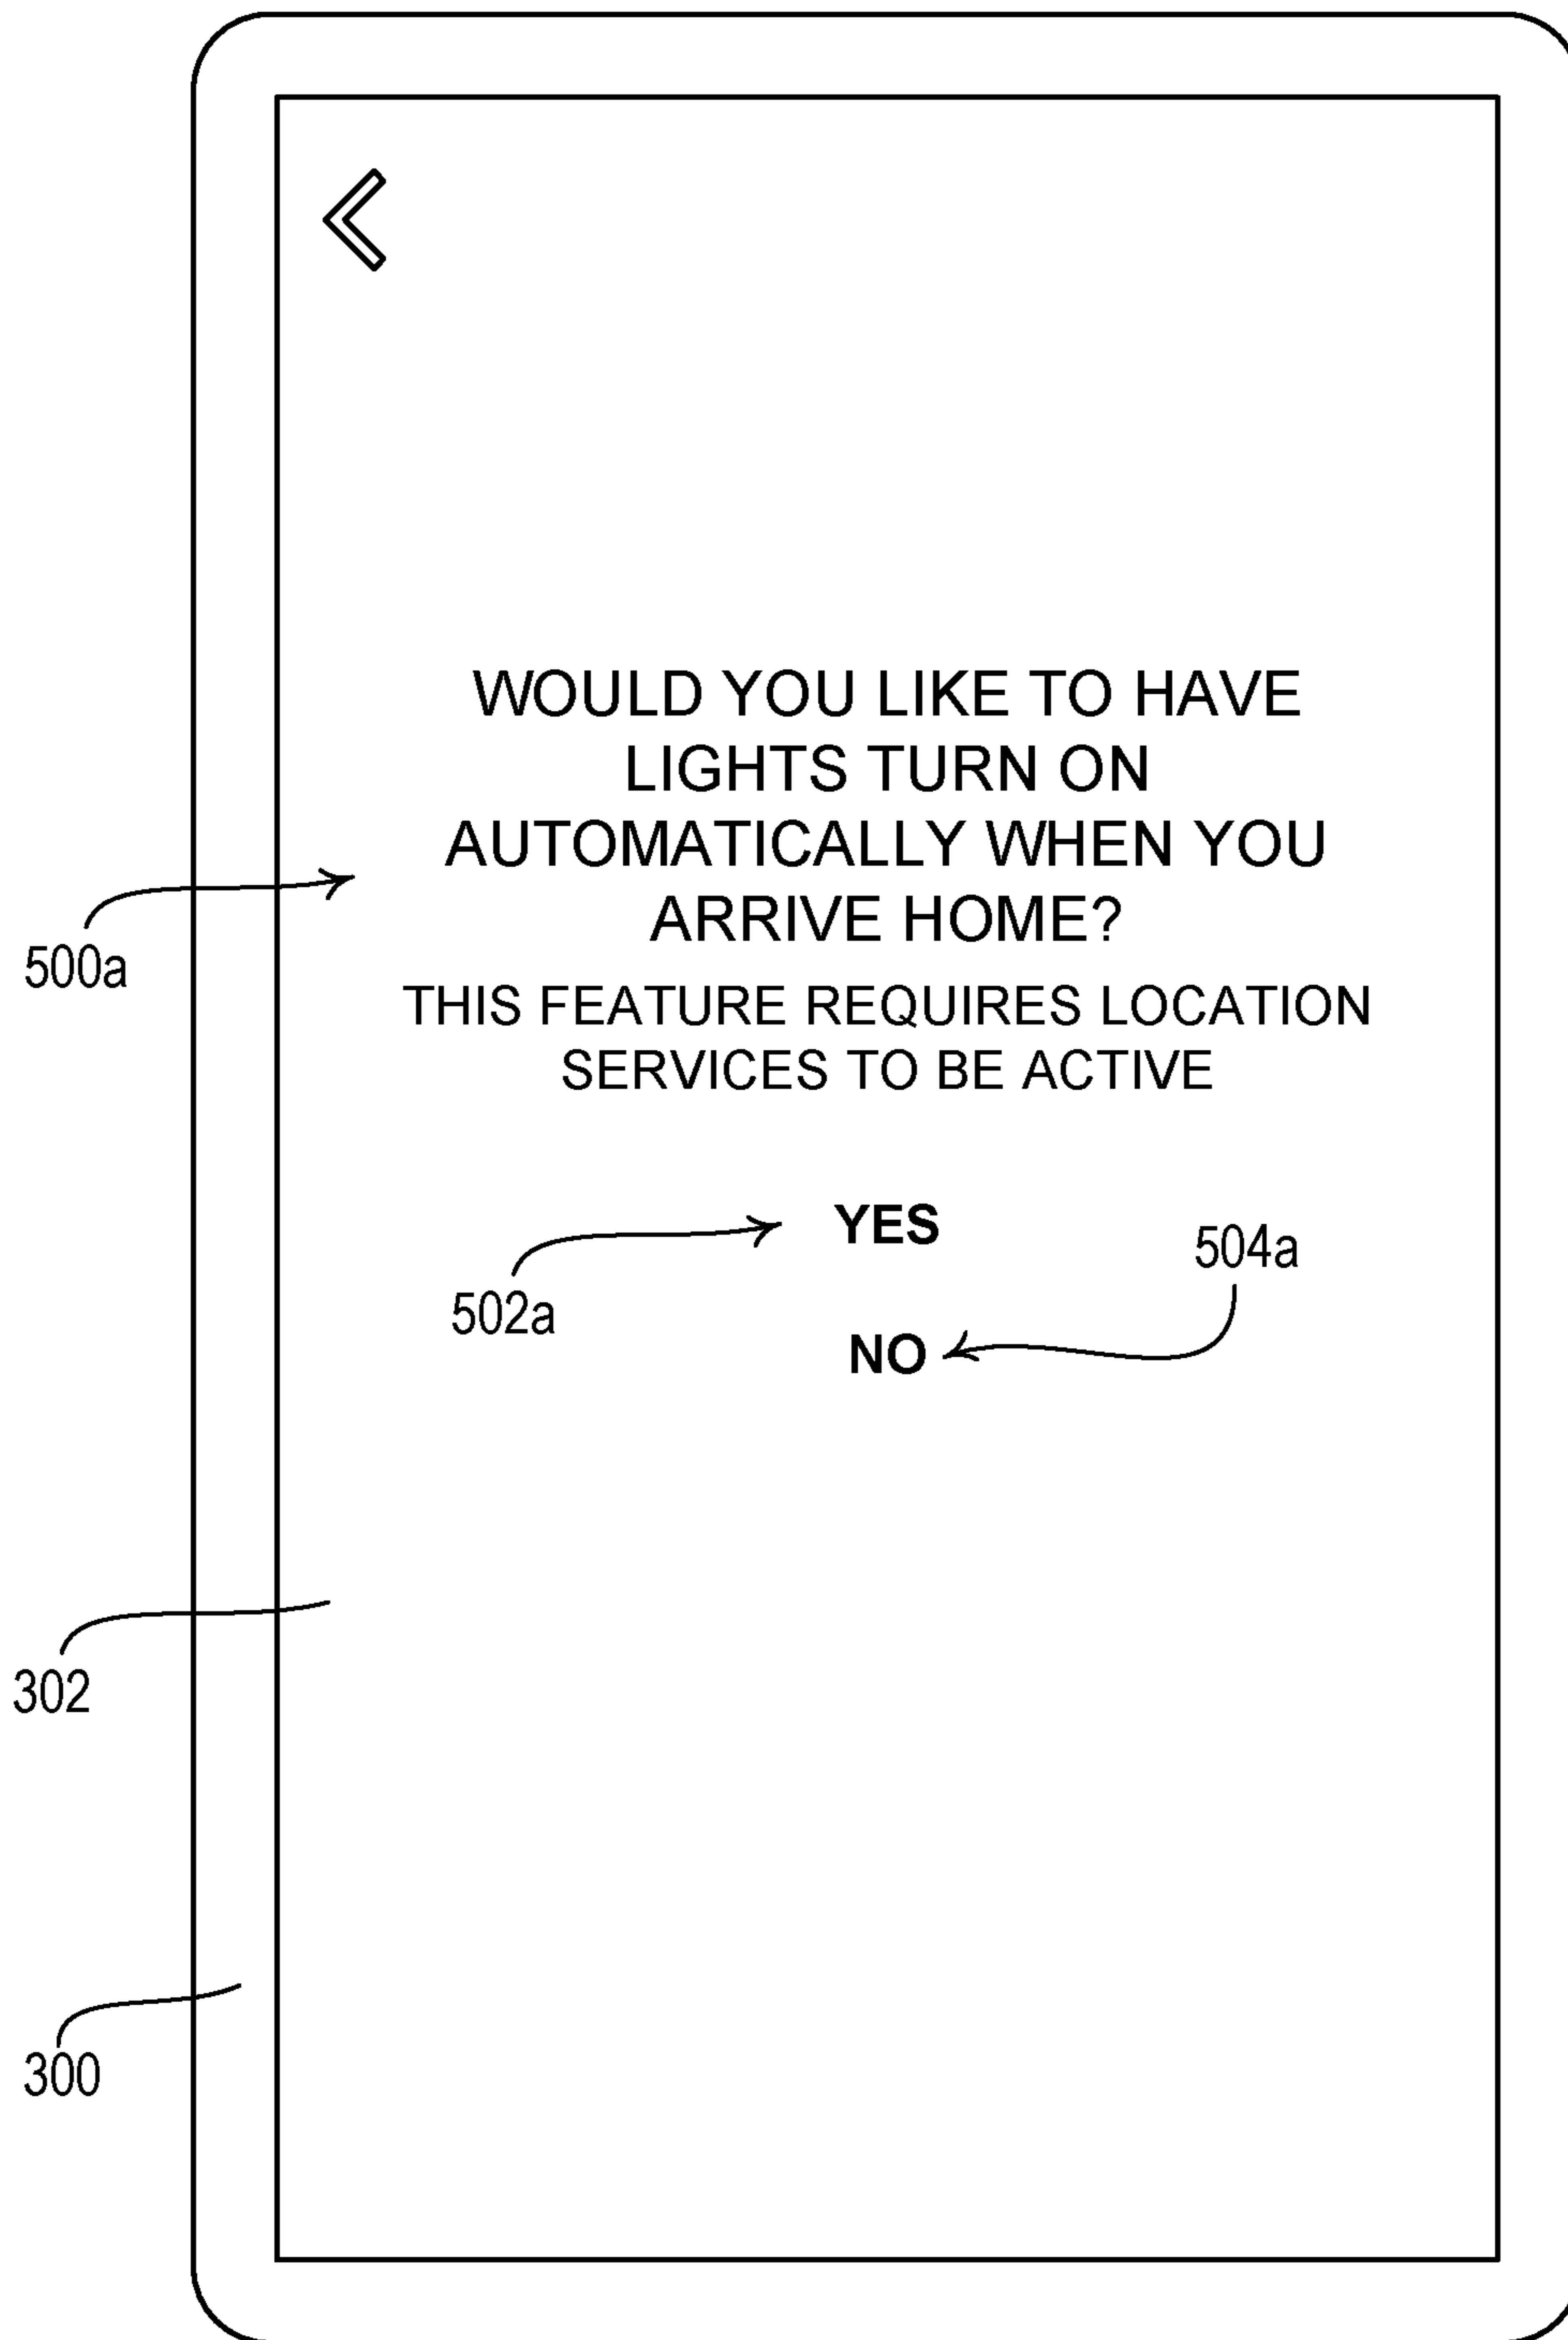 WOULD YOU LIKE TO HAVE
LIGHTS TURN ON
AUTOMATICALLY WHEN YOU
ARRIVE HOME?
500a
THIS FEATURE REQUIRES LOCATION
SERVICES TO BE ACTIVE
YES
504a
502a
NO
302
300